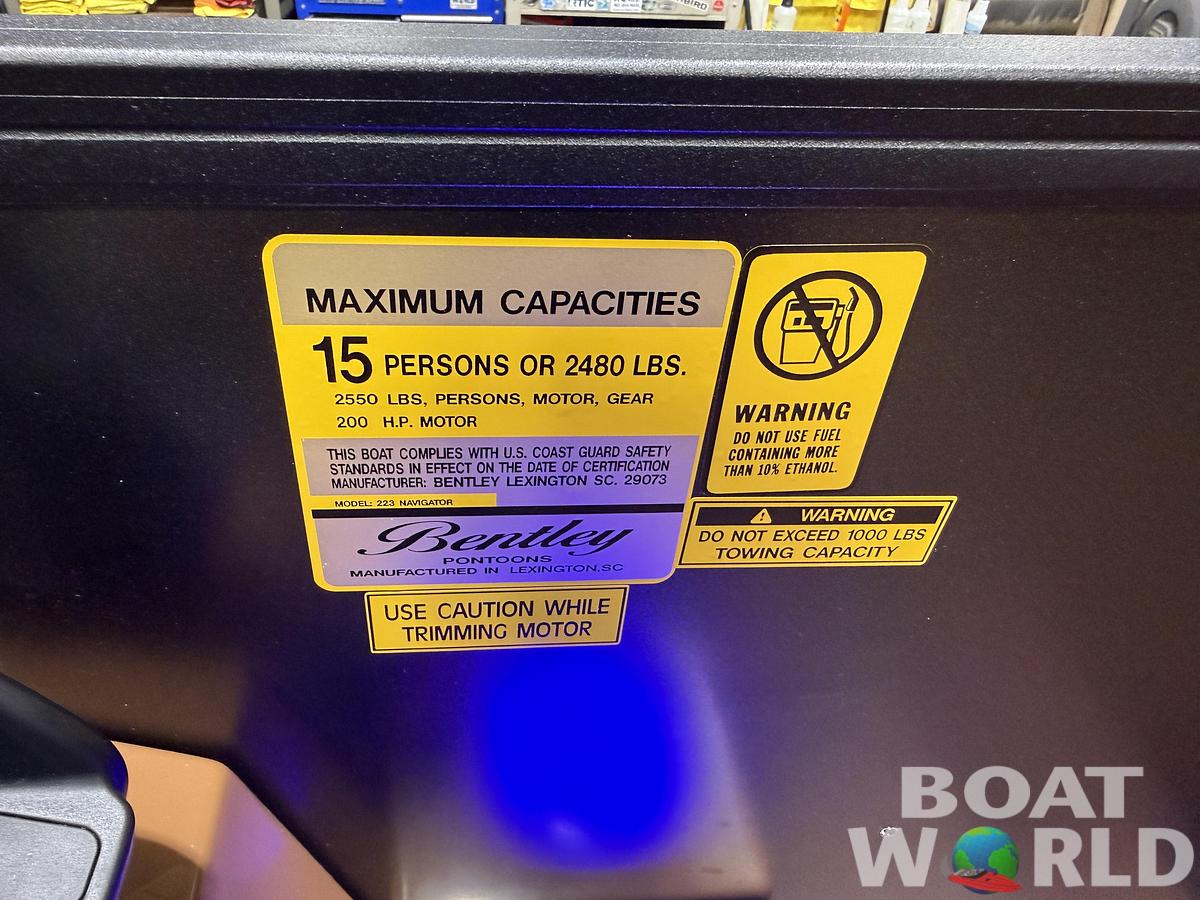 RTIC
MAXIMUM CAPACITIES
15 PERSONS OR 2480 LBS.
2550 LBS, PERSONS, MOTOR, GEAR
200 H.P. MOTOR
THIS BOAT COMPLIES WITH U.S. COAST GUARD SAFETY
STANDARDS IN EFFECT ON THE DATE OF CERTIFICATION
MANUFACTURER: BENTLEY LEXINGTON SC. 29073
MODEL: 223 NAVIGATOR
Bentley
PONTOONS
MANUFACTURED IN LEXINGTON,SC
WARNING
DO NOT USE FUEL
CONTAINING MORE
THAN 10% ETHANOL.
WARNING
DO NOT EXCEED 1000 LBS
TOWING CAPACITY
USE CAUTION WHILE
TRIMMING MOTOR
BOAT
WORLD